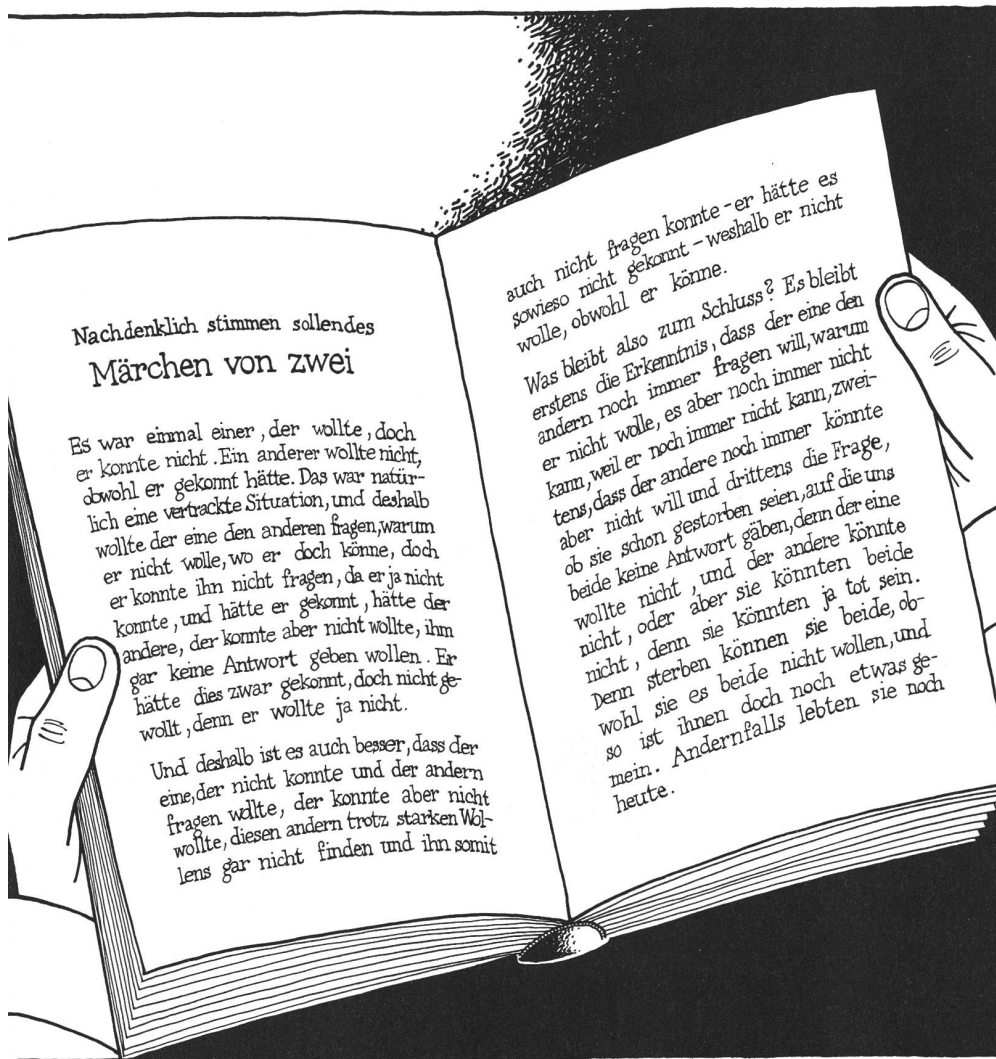 Nachdenklich stimmen sollendes
Märchen von zwei
Es war einmal einer, der wollte, doch
er konnte nicht. Ein anderer wollte nicht,
obwohl er gekonnt hätte. Das war natür-
lich eine vertrackte Situation, und deshalb
wollte der eine den anderen fragen, warum
er nicht wolle, wo er doch könne, doch
er konnte ihn nicht fragen, da er ja nicht
konnte, und hätte er gekonnt, hätte der
andere, der konnte aber nicht wollte, ihm
gar keine Antwort geben wollen. Er
hätte dies zwar gekonnt, doch nicht ge-
wollt, denn er wollte ja nicht.
Und deshalb ist es auch besser, dass der
eine, der nicht konnte und der andern
fragen wollte, der konnte aber nicht
wollte, diesen andern trotz starken Wol-
lens gar nicht finden und ihn somit
auch nicht fragen konnte - er hätte es
sowieso nicht gekonnt - weshalb er nicht
wolle, obwohl er könne.
Was bleibt also zum Schluss? Es bleibt
erstens die Erkenntnis, dass der eine den
andern noch immer fragen will, warum
er nicht wolle, es aber noch immer nicht
kann, weil er noch immer nicht kann, zwei-
tens, dass der andere noch immer könnte
aber nicht will und drittens die Frage,
ob sie schon gestorben seien, auf die uns
beide keine Antwort gäben, denn der eine
wollte nicht, und der andere könnte
nicht, oder aber sie könnten beide
nicht, denn sie könnten ja tot sein.
Denn sterben können sie beide, ob-
wohl sie es beide nicht wollen, und
so ist ihnen doch noch etwas ge-
mein. Andernfalls lebten sie noch
heute.